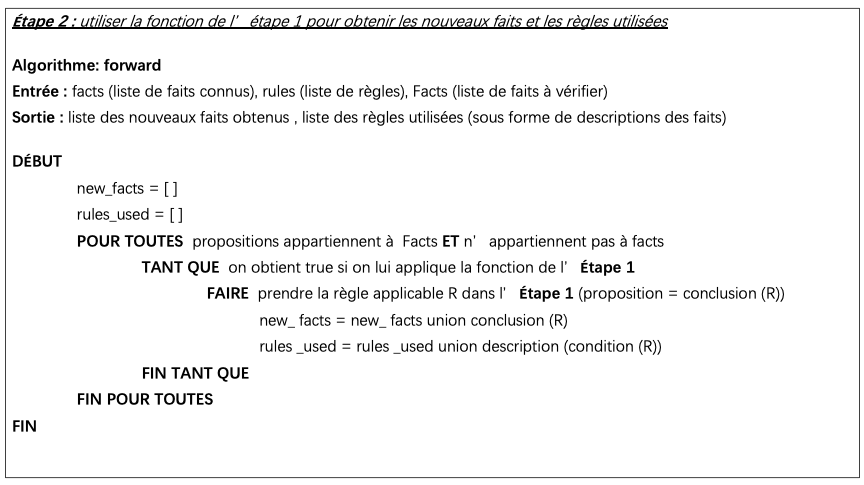 Étape 2 : utiliser la fonction de l' étape 1 pour obtenir les nouveaux faits et les règles utilisées
Algorithme: forward
Entrée : facts (liste de faits connus), rules (liste de règles), Facts (liste de faits à vérifier)
Sortie : liste des nouveaux faits obtenus , liste des règles utilisées (sous forme de descriptions des faits)
DÉBUT
new_facts = [ ]
rules_used = [ ]
POUR TOUTES propositions appartiennent à Facts ET n' appartiennent pas à facts
TANT QUE on obtient true si on lui applique la fonction de l' Étape 1
FAIRE prendre la règle applicable R dans l' Étape 1 (proposition = conclusion (R))
new_ facts = new_ facts union conclusion (R)
rules _used = rules _used union description (condition (R))
FIN TANT QUE
FIN POUR TOUTES
FIN